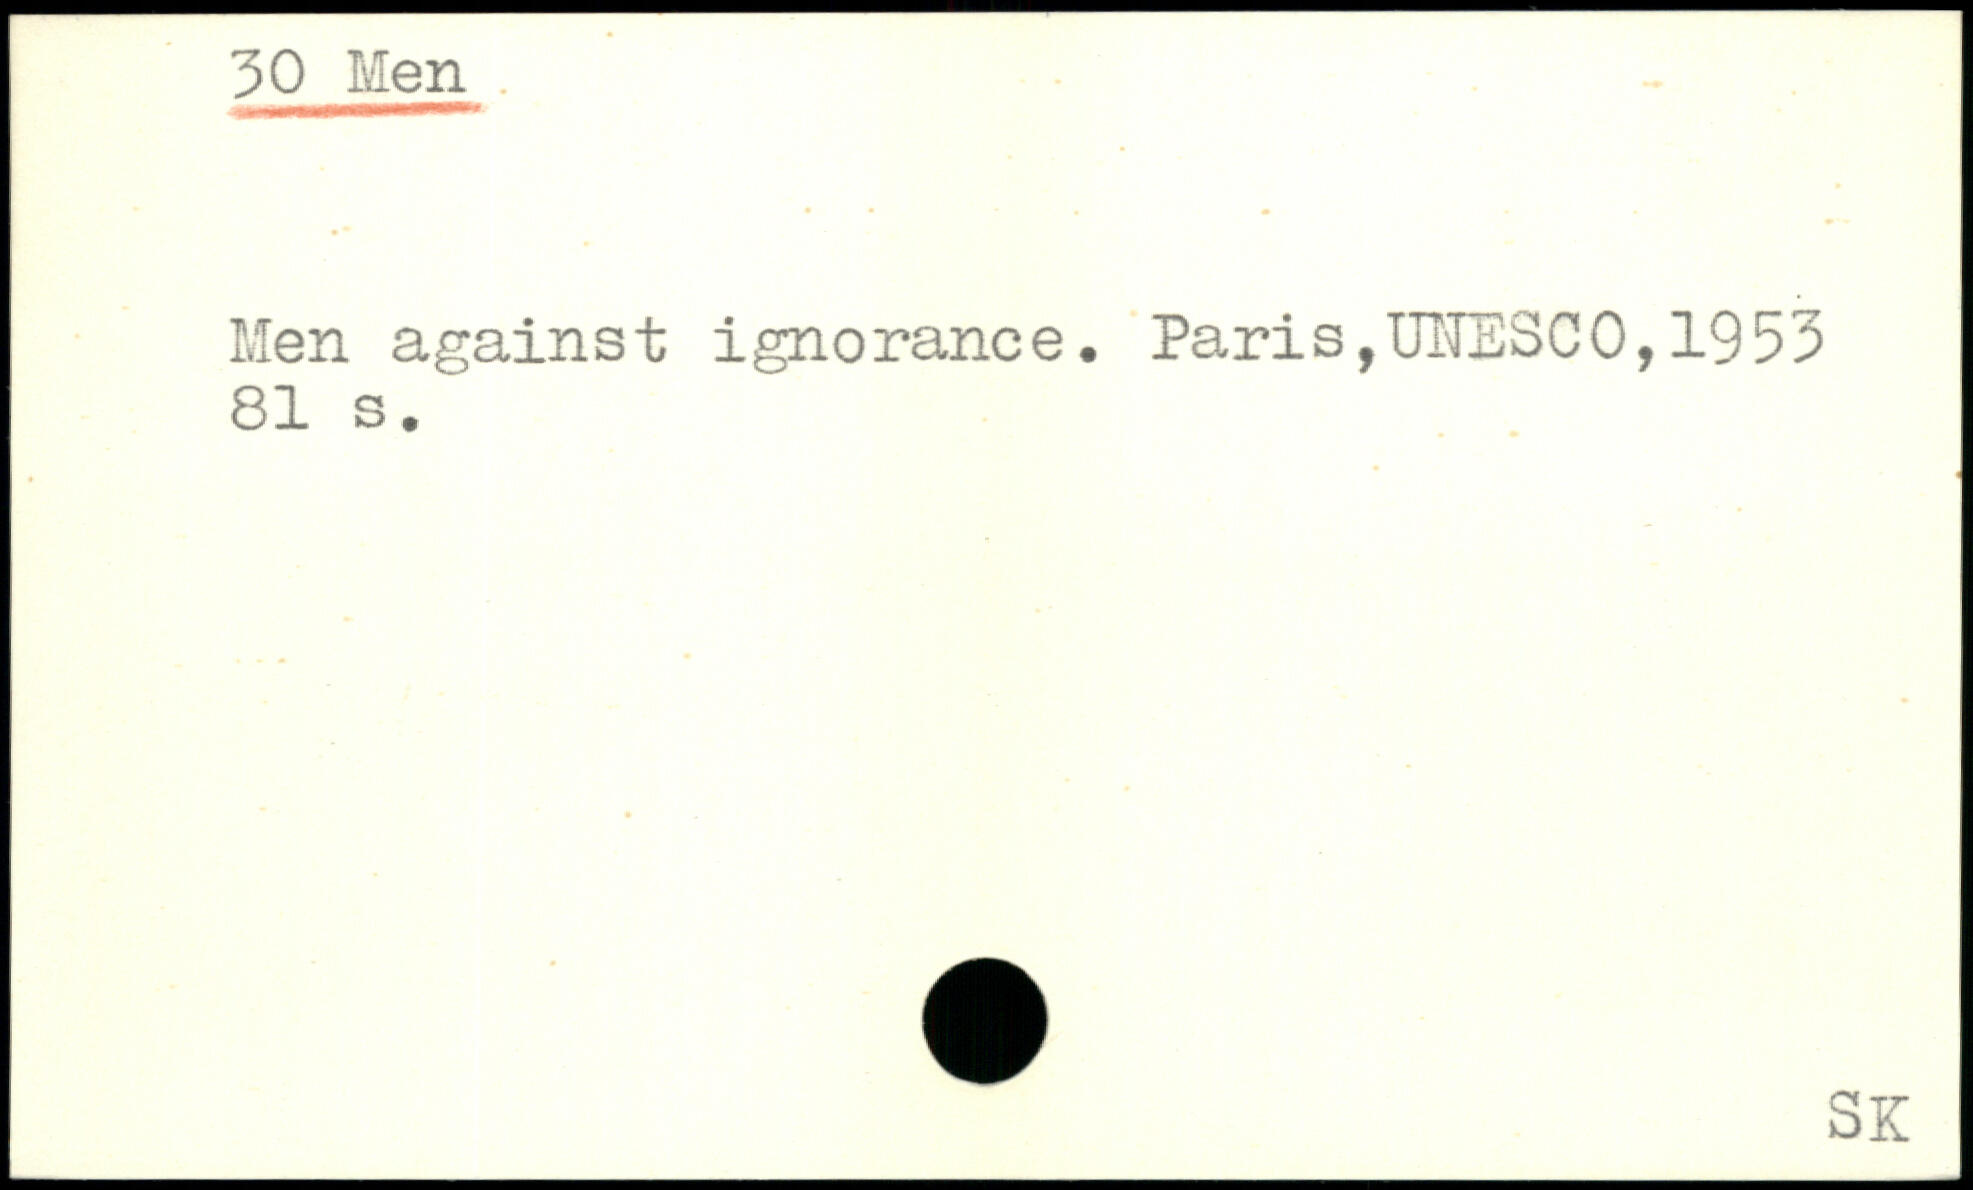 30 Men
Men against ignorance. Paris,UNESCO,1953
81 s.
SK